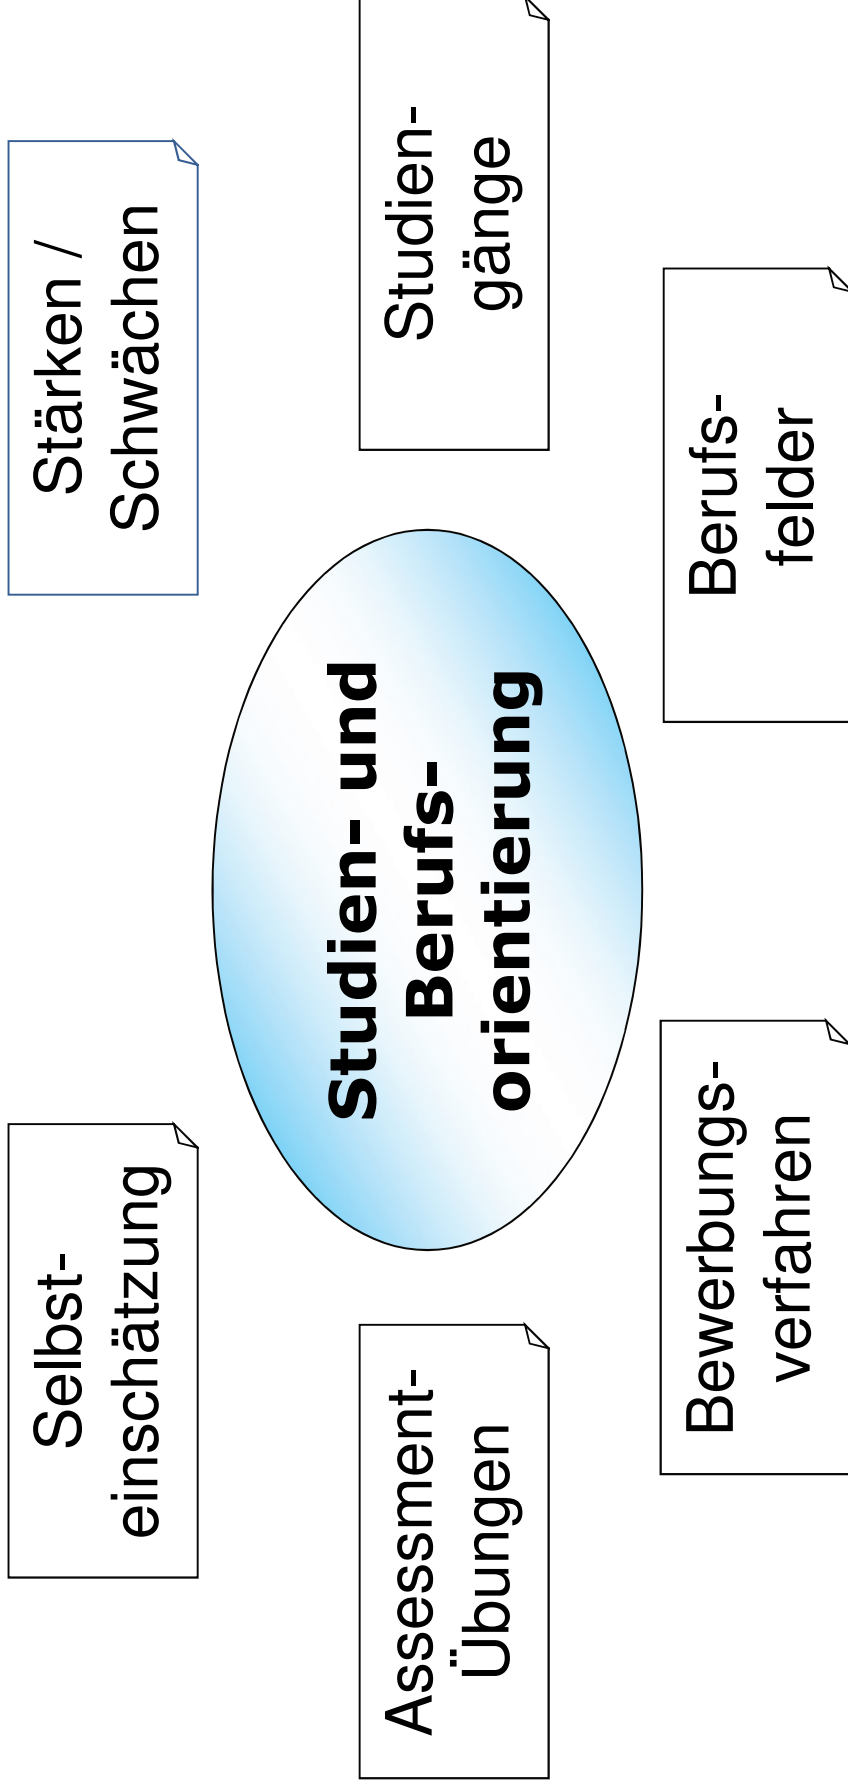 Selbst-
einschätzung
Stärken /
Schwächen
Assessment-
Übungen
Studien- und
Berufs-
orientierung
Studien-
gänge
Bewerbungs-
verfahren
Berufs-
felder